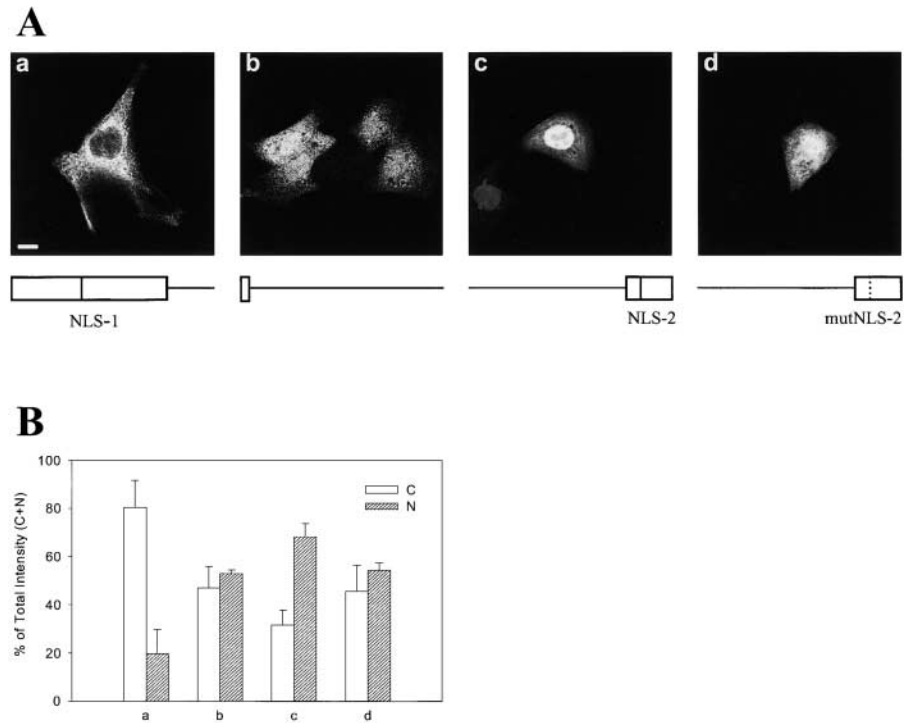 A
a b c d
NLS-1 NLS-2 mutNLS-2
B
100
80
60
40
20
0
% of Total Intensity (C+N)
C
N
a b c d